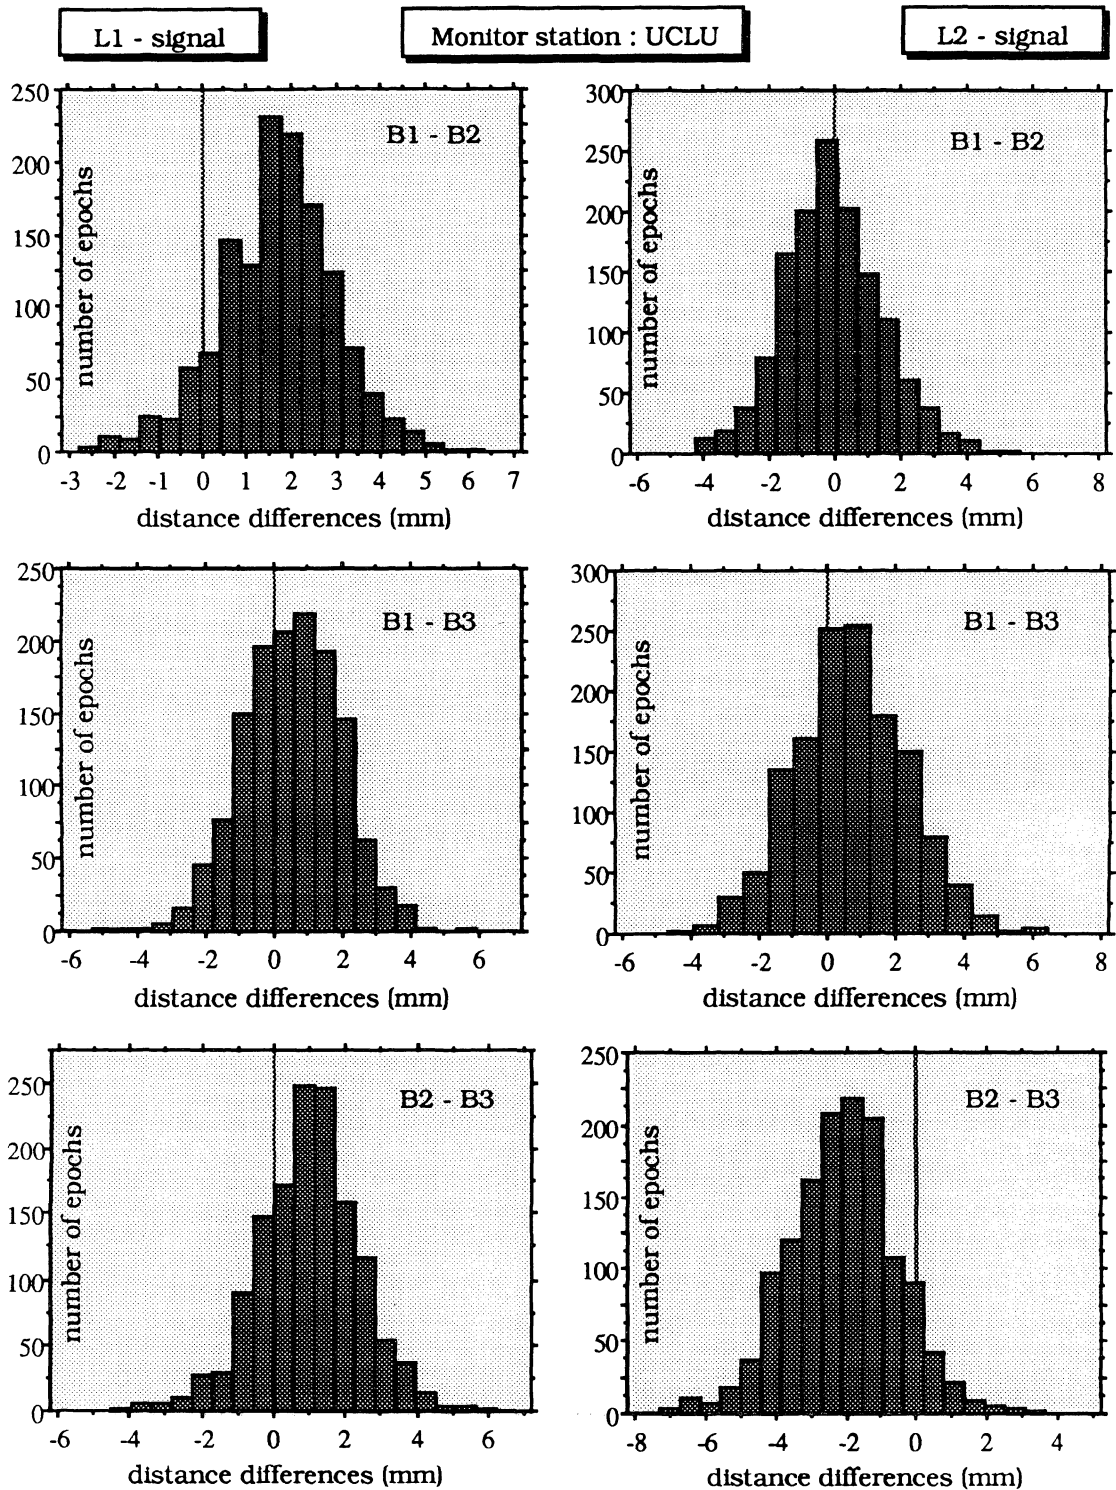 L1 - signal
Monitor station : UCLU
L2 - signal
250
200
150
100
50
0
number of epochs
B1 - B2
-3 -2 -1 0 1 2 3 4 5 6 7
distance differences (mm)
300
250
200
150
100
50
0
number of epochs
B1 - B2
-6 -4 -2 0 2 4 6 8
distance differences (mm)
250
200
150
100
50
0
number of epochs
B1 - B3
-6 -4 -2 0 2 4 6
distance differences (mm)
300
250
200
150
100
50
0
number of epochs
B1 - B3
-6 -4 -2 0 2 4 6 8
distance differences (mm)
250
200
150
100
50
0
number of epochs
B2 - B3
-6 -4 -2 0 2 4 6
distance differences (mm)
250
200
150
100
50
0
number of epochs
B2 - B3
-8 -6 -4 -2 0 2 4
distance differences (mm)